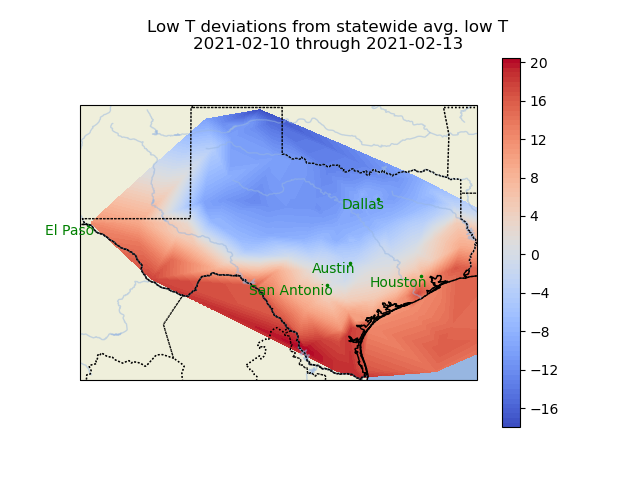 Low T deviations from statewide avg. low T
2021-02-10 through 2021-02-13
20
16
12
8
4
0
−4
−8
−12
−16
Dallas
El Paso
Austin
Houston
San Antonio